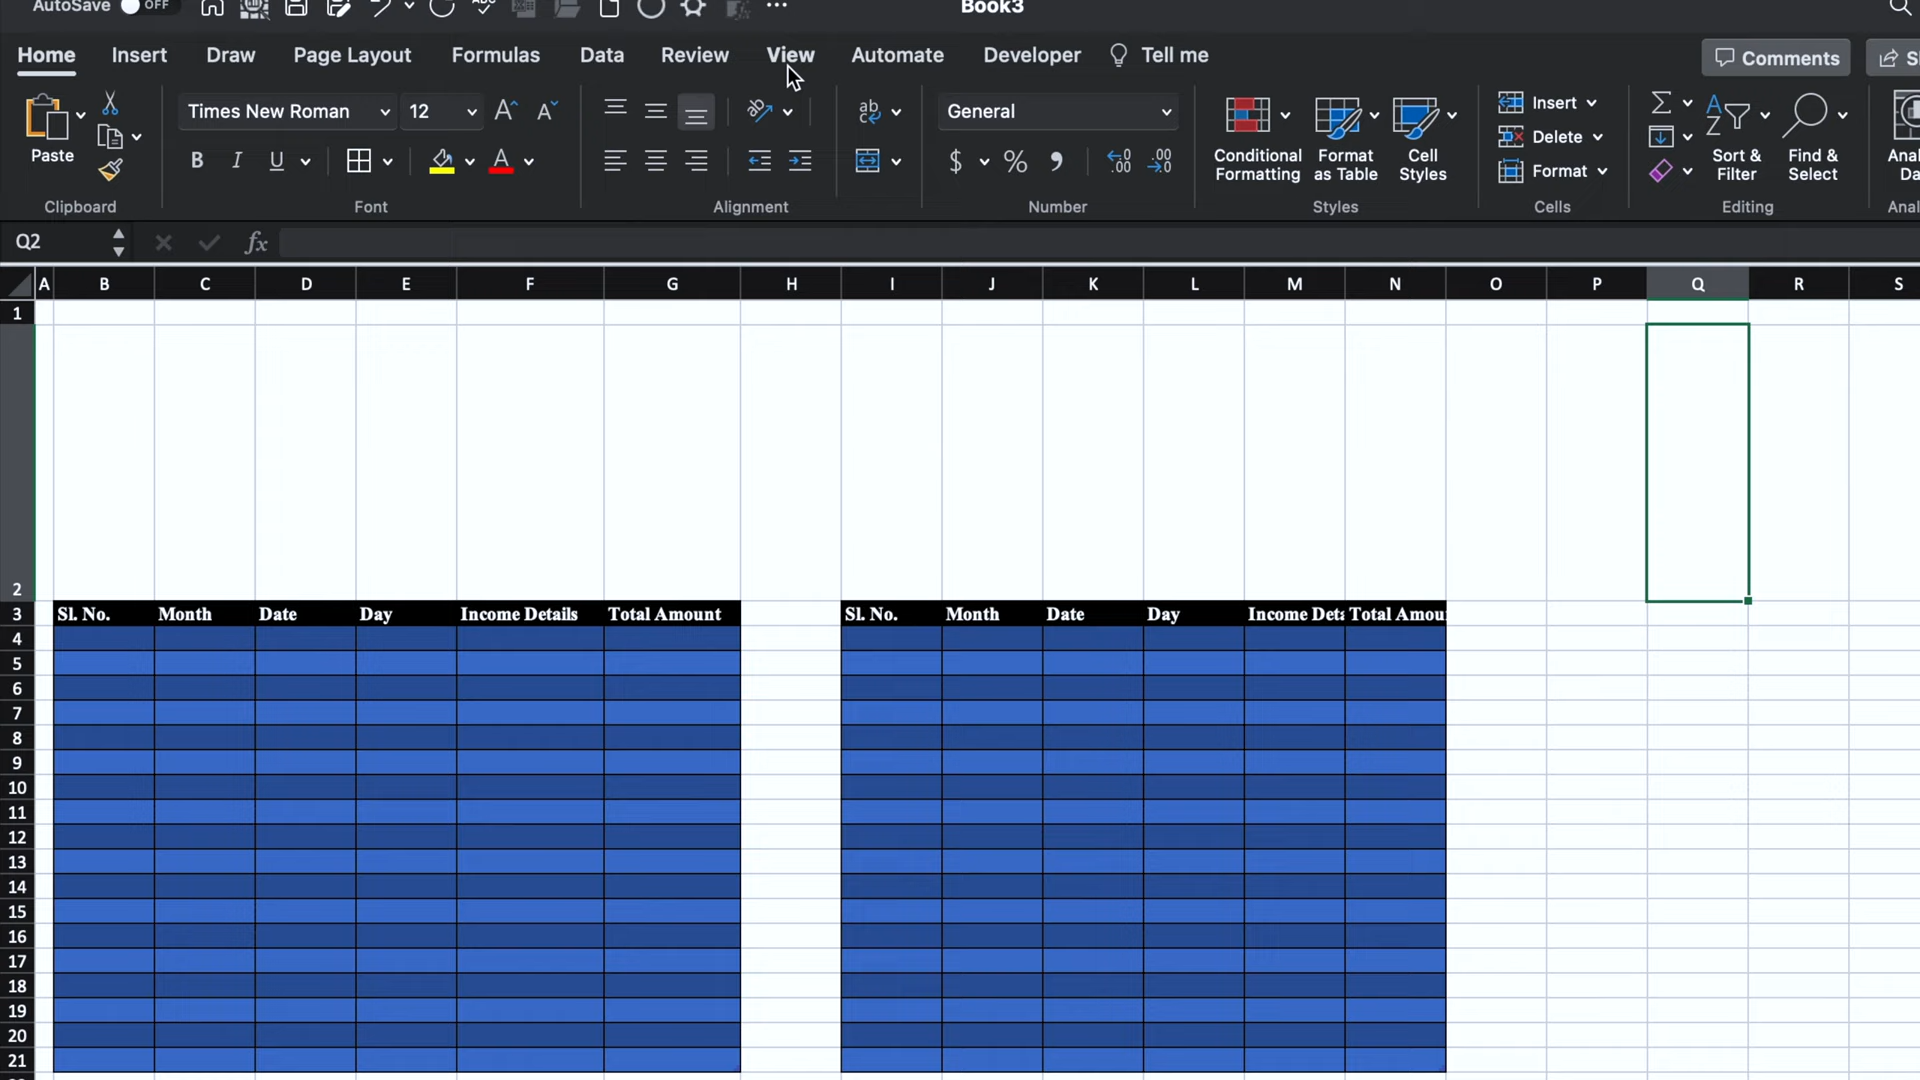 AutoSave OFF Book3
Home Insert Draw Page Layout Formulas Data Review View Automate Developer Tell me Comments
Times New Roman 12 General Insert
Paste Delete
B I U $ % Conditional Formatting Format as Table Cell Styles Format Sort & Filter Find & Select
Clipboard Font Alignment Number Styles Cells Editing
Q2 fx
A B C D E F G H I J K L M N O P Q R S
1
2
3 Sl. No. Month Date Day Income Details Total Amount Sl. No. Month Date Day Income Deta Total Amou
4
5
6
7
8
9
10
11
12
13
14
15
16
17
18
19
20
21